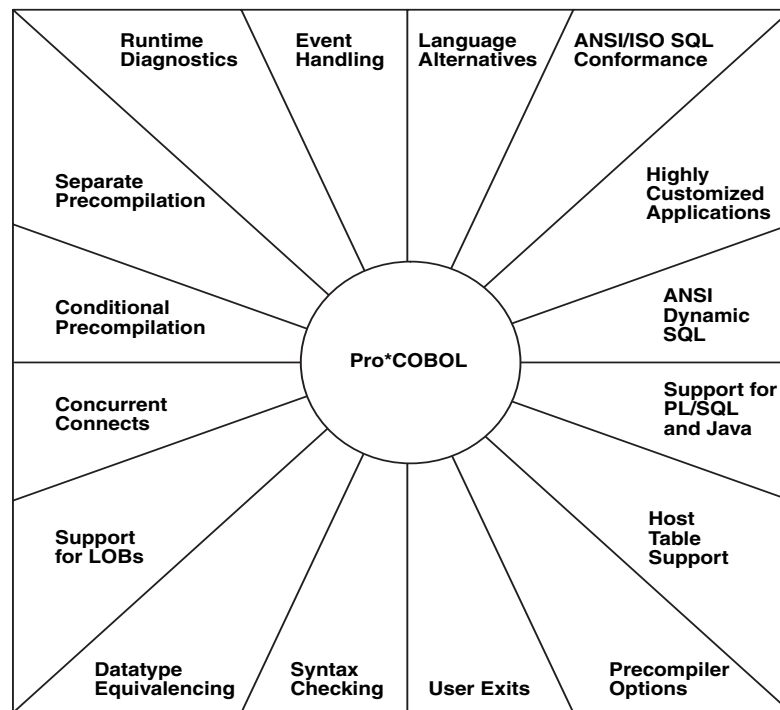 Runtime
Diagnostics
Event
Handling
Language
Alternatives
ANSI/ISO SQL
Conformance
Separate
Precompilation
Highly
Customized
Applications
Conditional
Precompilation
ANSI
Dynamic
SQL
Pro*COBOL
Concurrent
Connects
Support for
PL/SQL
and Java
Support
for LOBs
Host
Table
Support
Datatype
Equivalencing
Syntax
Checking
User Exits
Precompiler
Options